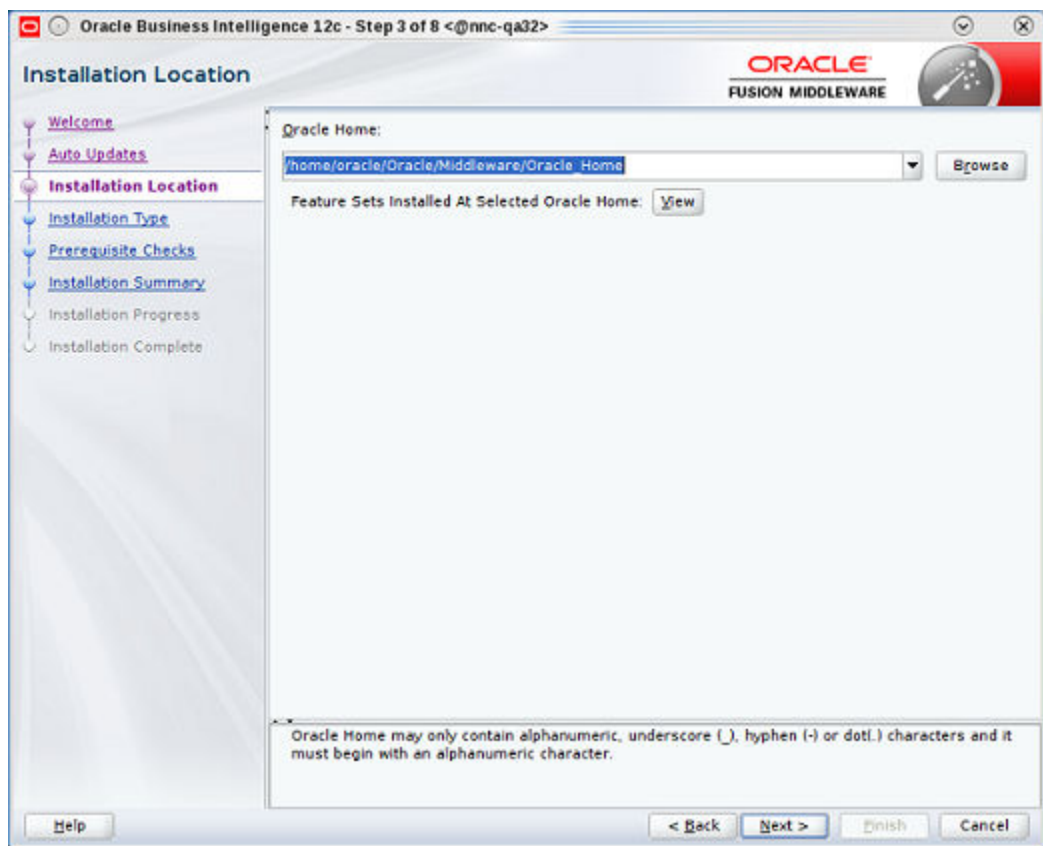 Oracle Business Intelligence 12c - Step 3 of 8 <@nnc-qa32>
Installation Location
ORACLE
FUSION MIDDLEWARE
Welcome
Auto Updates
Installation Location
Installation Type
Prerequisite Checks
Installation Summary
Installation Progress
Installation Complete
Oracle Home:
/home/oracle/Oracle/Middleware/Oracle_Home
Browse
Feature Sets Installed At Selected Oracle Home: View
Oracle Home may only contain alphanumeric, underscore (_), hyphen (-) or dot(.) characters and it
must begin with an alphanumeric character.
Help
< Back Next > Finish Cancel